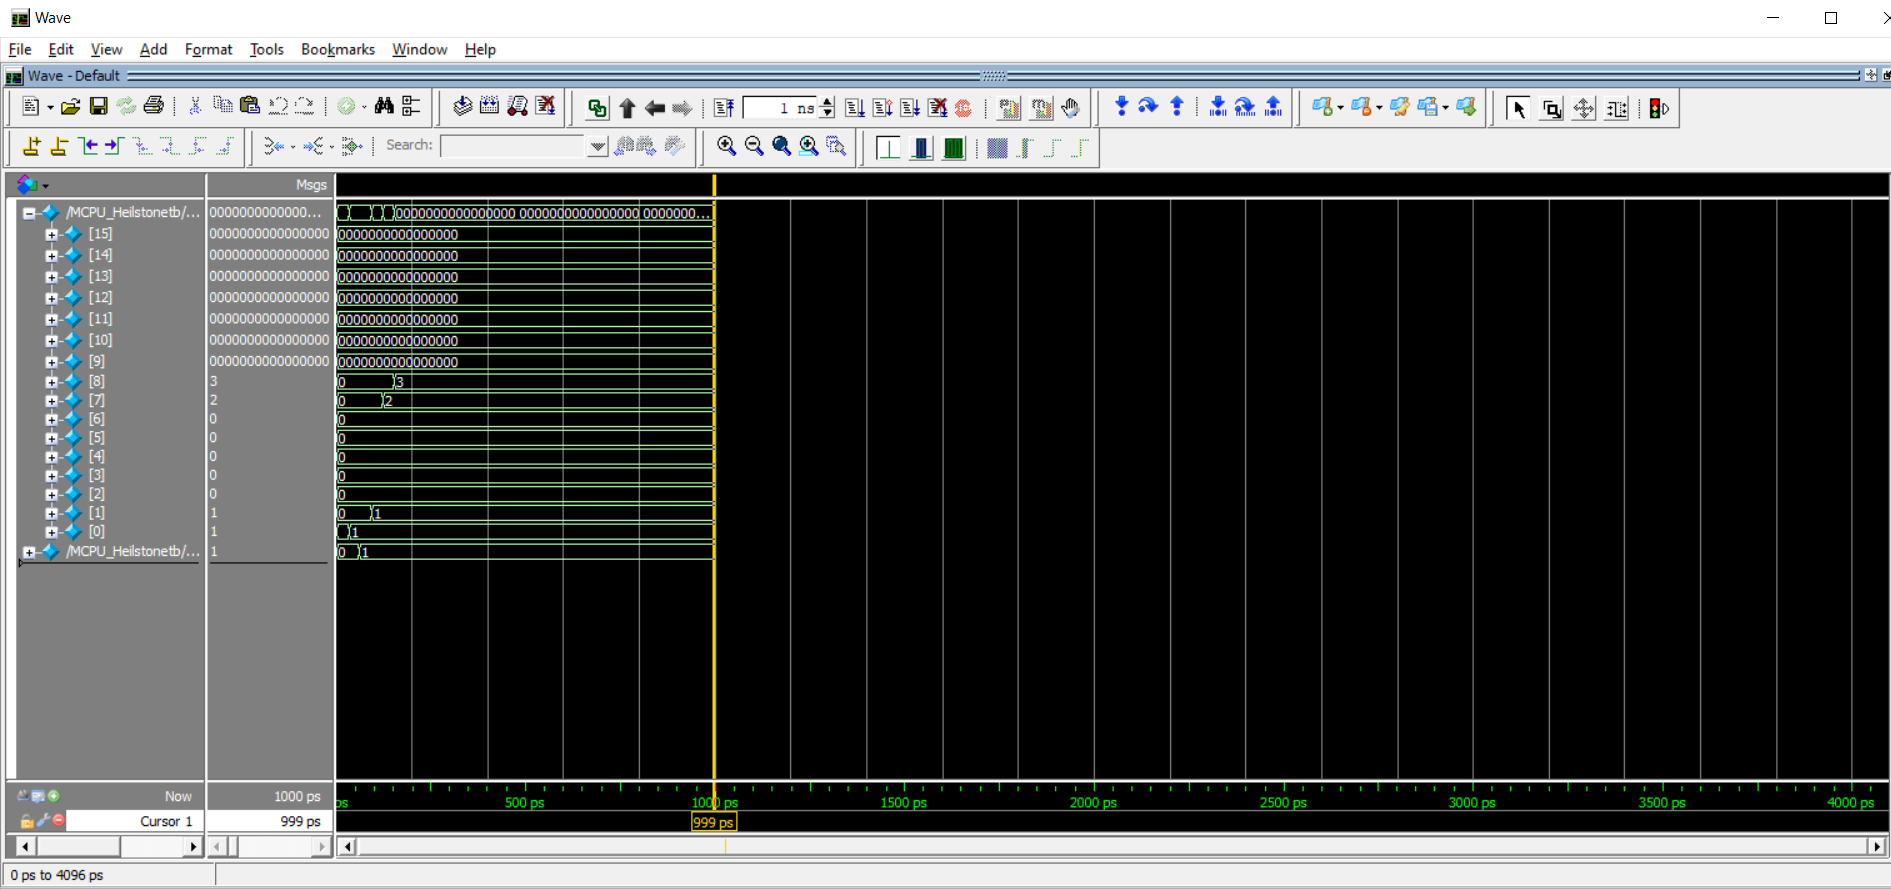 Wave
File Edit View Add Format Tools Bookmarks Window Help
Wave - Default
1 ns
Search:
Msgs
/MCPU_Heilstonetb/... 0000000000000... 0000000000000000 0000000000000000 0000000...
[15] 0000000000000000 0000000000000000
[14] 0000000000000000 0000000000000000
[13] 0000000000000000 0000000000000000
[12] 0000000000000000 0000000000000000
[11] 0000000000000000 0000000000000000
[10] 0000000000000000 0000000000000000
[9] 0000000000000000 0000000000000000
[8] 3 0 3
[7] 2 0 2
[6] 0 0
[5] 0 0
[4] 0 0
[3] 0 0
[2] 0 0
[1] 1 0 1
[0] 1 1
/MCPU_Heilstonetb/... 1 0 1
Now 1000 ps ps 500 ps 1000 ps 1500 ps 2000 ps 2500 ps 3000 ps 3500 ps 4000 ps
Cursor 1 999 ps 999 ps
0 ps to 4096 ps